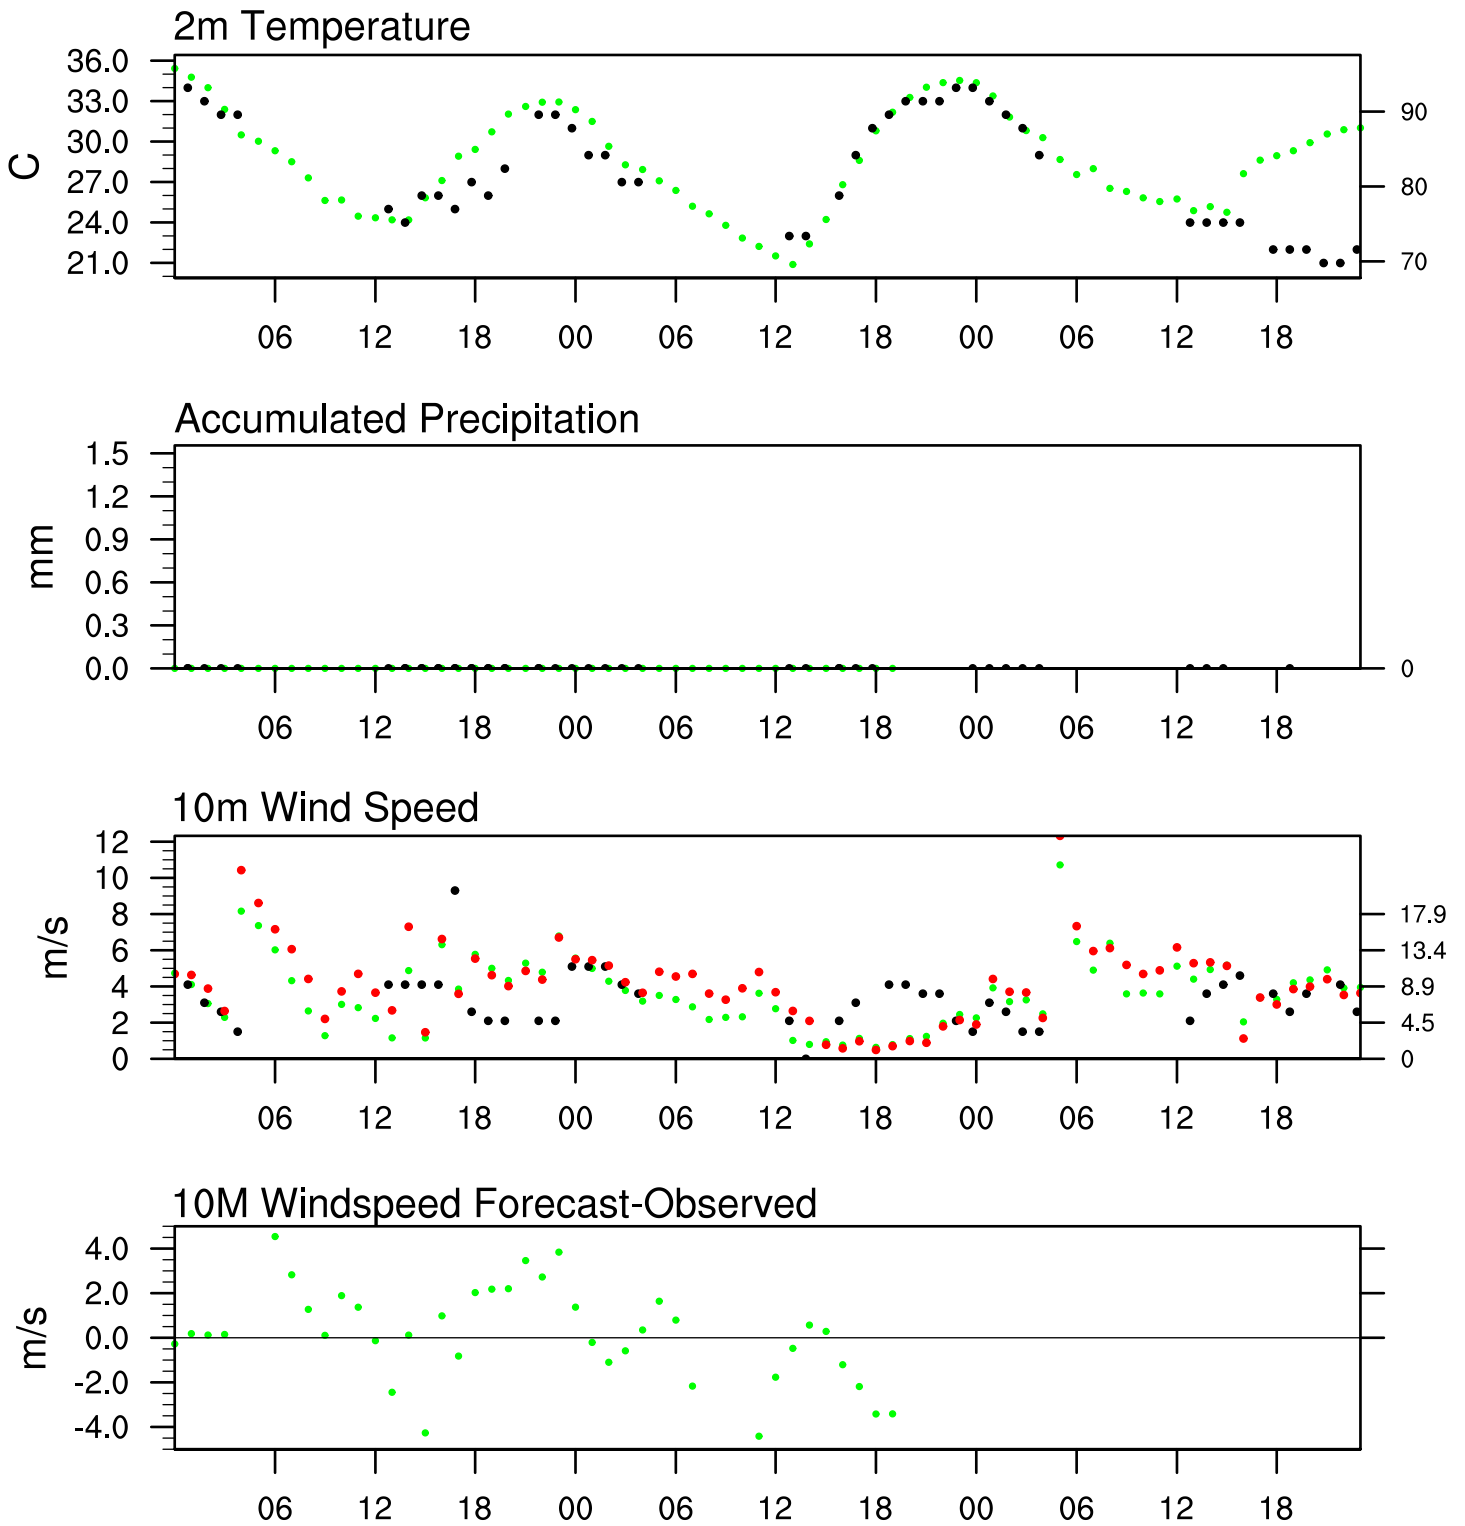 2m Temperature
36.0
33.0
30.0
27.0
24.0
21.0
C
90
80
70
06 12 18 00 06 12 18 00 06 12 18
Accumulated Precipitation
1.5
1.2
0.9
0.6
0.3
0.0
mm
0
06 12 18 00 06 12 18 00 06 12 18
10m Wind Speed
12
10
8
6
4
2
0
m/s
17.9
13.4
8.9
4.5
0
06 12 18 00 06 12 18 00 06 12 18
10M Windspeed Forecast-Observed
4.0
2.0
0.0
-2.0
-4.0
m/s
06 12 18 00 06 12 18 00 06 12 18